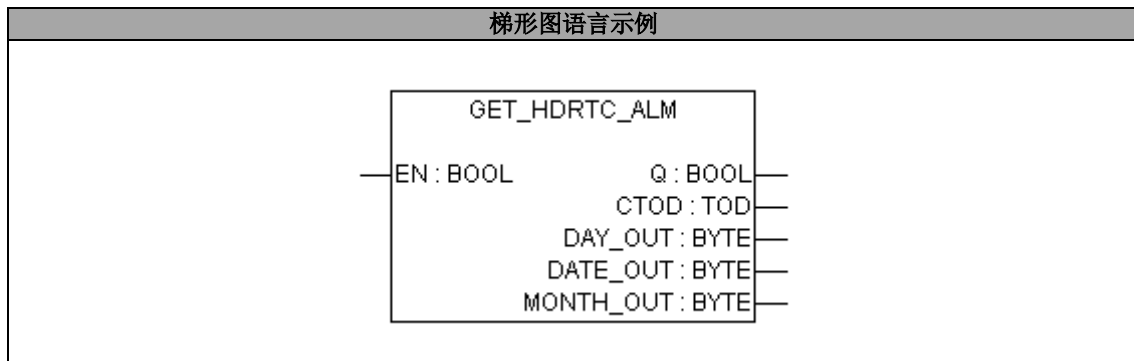 梯形图语言示例
GET_HDRTC_ALM
EN : BOOL Q : BOOL
CTOD : TOD
DAY_OUT : BYTE
DATE_OUT : BYTE
MONTH_OUT : BYTE